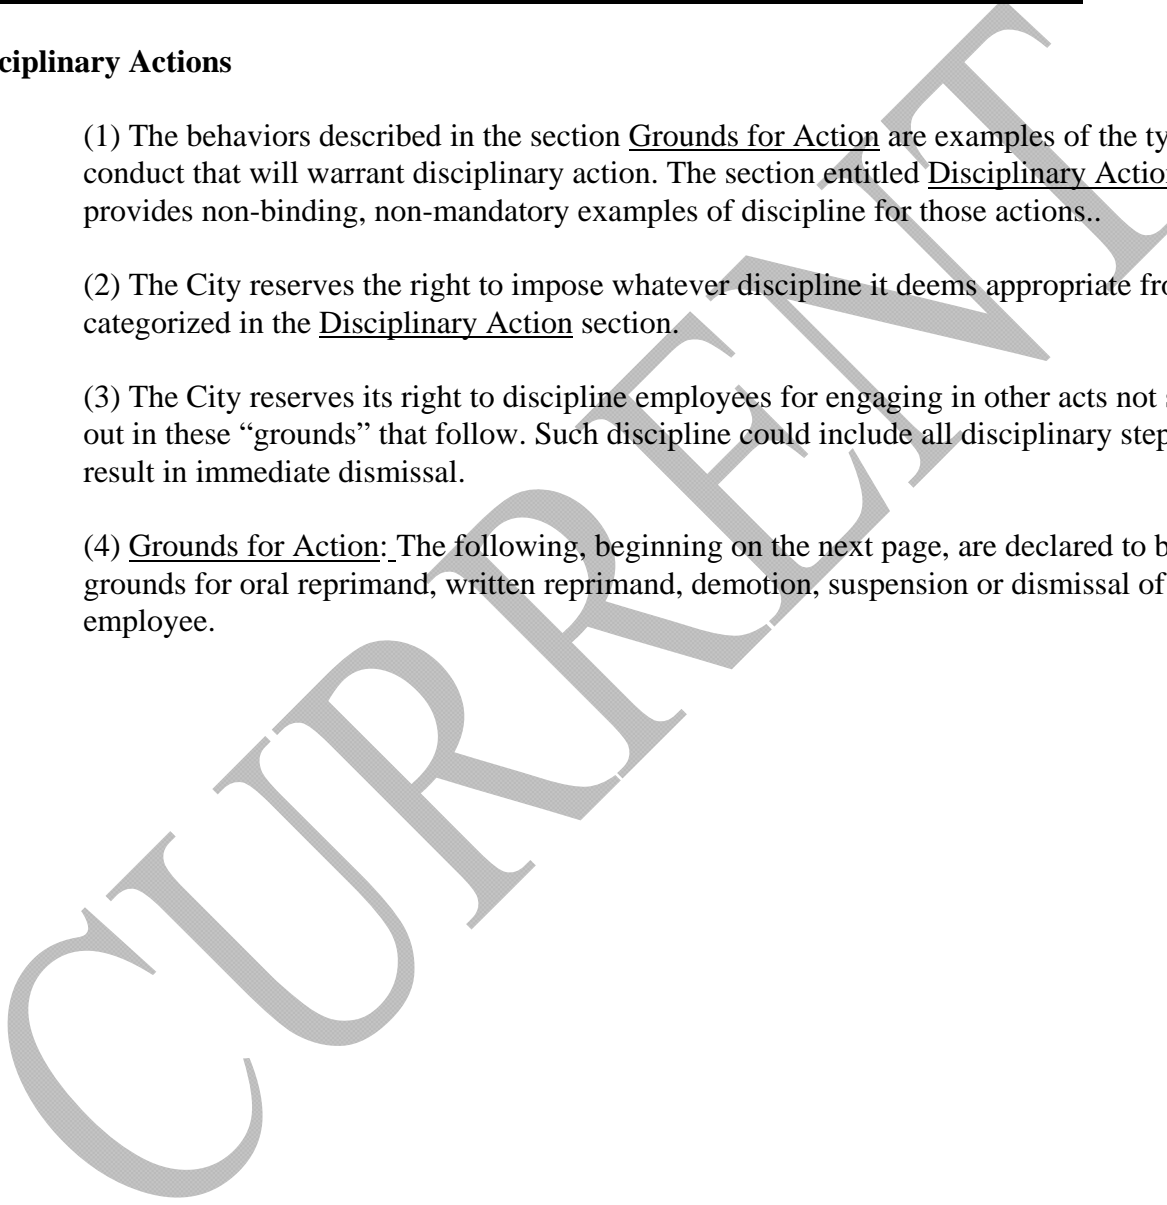 ciplinary Actions
(1) The behaviors described in the section Grounds for Action are examples of the ty
conduct that will warrant disciplinary action. The section entitled Disciplinary Action
provides non-binding, non-mandatory examples of discipline for those actions..
(2) The City reserves the right to impose whatever discipline it deems appropriate fro
categorized in the Disciplinary Action section.
(3) The City reserves its right to discipline employees for engaging in other acts not s
out in these “grounds” that follow. Such discipline could include all disciplinary step
result in immediate dismissal.
(4) Grounds for Action: The following, beginning on the next page, are declared to b
grounds for oral reprimand, written reprimand, demotion, suspension or dismissal of
employee.
CURRENT